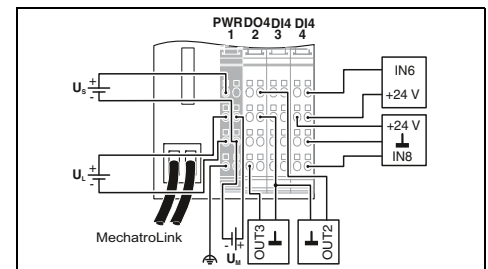 PWR DO4 DI4 DI4
1 2 3 4
US
+
-
UL
+
-
MechatroLink
- +
UM
OUT3
OUT2
IN6
+24 V
+24 V
IN8